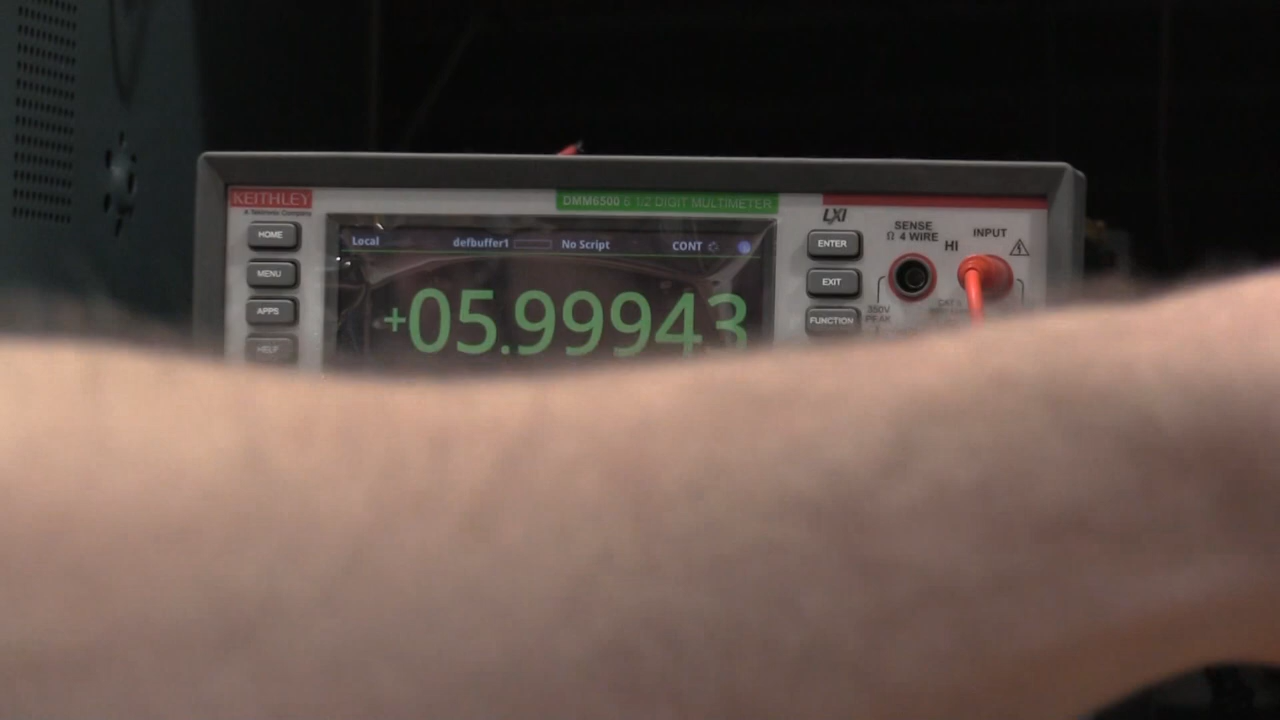 KEITHLEY
A Tektronix Company
DMM6500 6 1/2 DIGIT MULTIMETER
LXI
HOME
MENU
APPS
HELP
Local
defbuffer1
No Script
CONT
+05.99943
ENTER
EXIT
FUNCTION
SENSE
Ω 4 WIRE
HI
INPUT
350V
PEAK